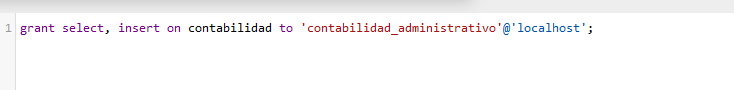 1 grant select, insert on contabilidad to 'contabilidad_administrativo'@'localhost';